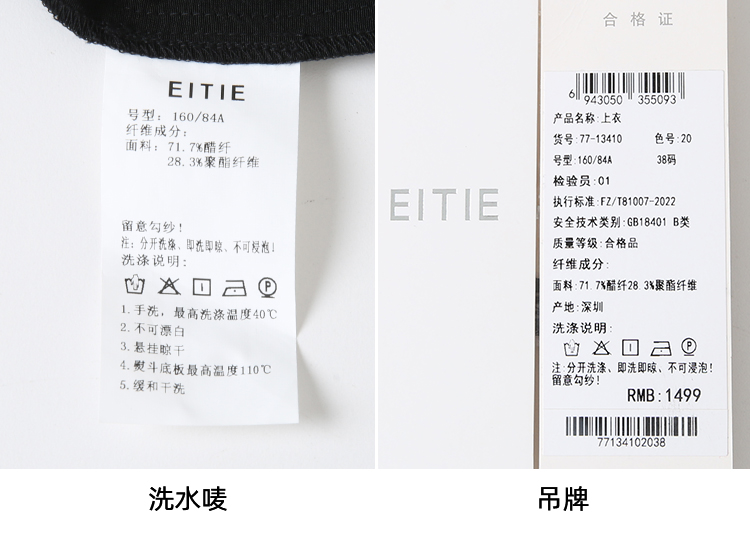 EITIE
号型: 160/84A
纤维成分:
面料: 71.7%醋纤
28.3%聚酯纤维
留意勾纱!
注: 分开洗涤、即洗即晾、不可浸泡!
洗涤说明:
1.手洗, 最高洗涤温度40℃
2.不可漂白
3.悬挂晾干
4.熨斗底板最高温度110℃
5.缓和干洗
合格证
EITIE
6 943050 355093
产品名称:上衣
货号:77-13410 色号:20
号型:160/84A 38码
检验员:01
执行标准:FZ/T81007-2022
安全技术类别:GB18401 B类
质量等级:合格品
纤维成分:
面料:71.7%醋纤28.3%聚酯纤维
产地:深圳
洗涤说明:
注:分开洗涤、即洗即晾、不可浸泡!
留意勾纱!
RMB:1499
77134102038
洗水唛
吊牌